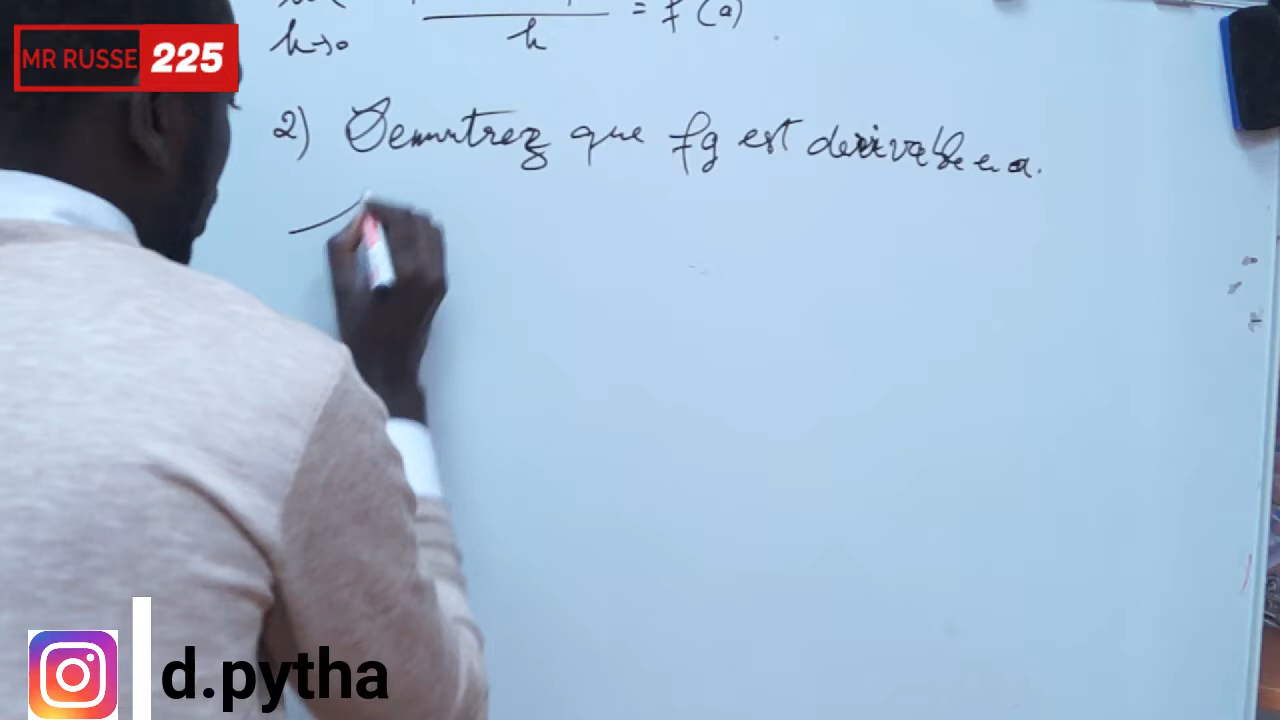 = f'(a)
h
h→0
MR RUSSE 225
2) Demontrez que fg est derivable en a.
d.pytha